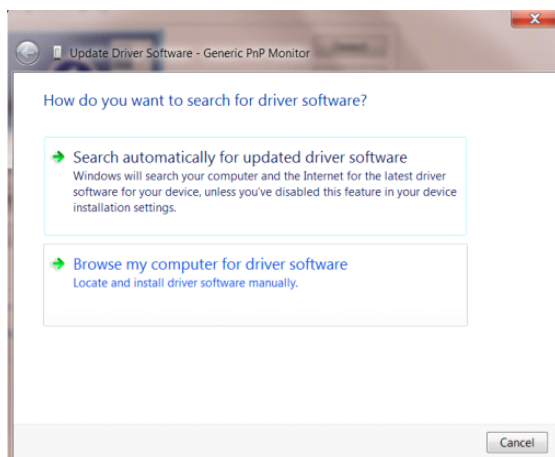 Update Driver Software - Generic PnP Monitor
How do you want to search for driver software?
Search automatically for updated driver software
Windows will search your computer and the Internet for the latest driver
software for your device, unless you've disabled this feature in your device
installation settings.
Browse my computer for driver software
Locate and install driver software manually.
Cancel